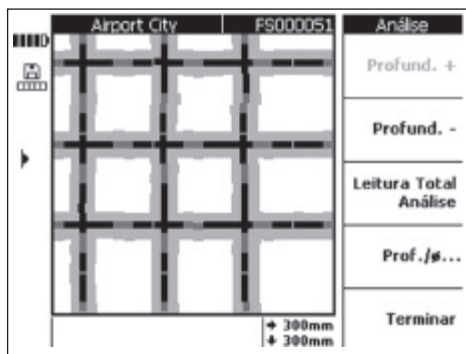 Airport City FS000051 Análise
Profund. +
Profund. -
Leitura Total
Análise
Prof./ø...
Terminar
→ 300mm
↓ 300mm